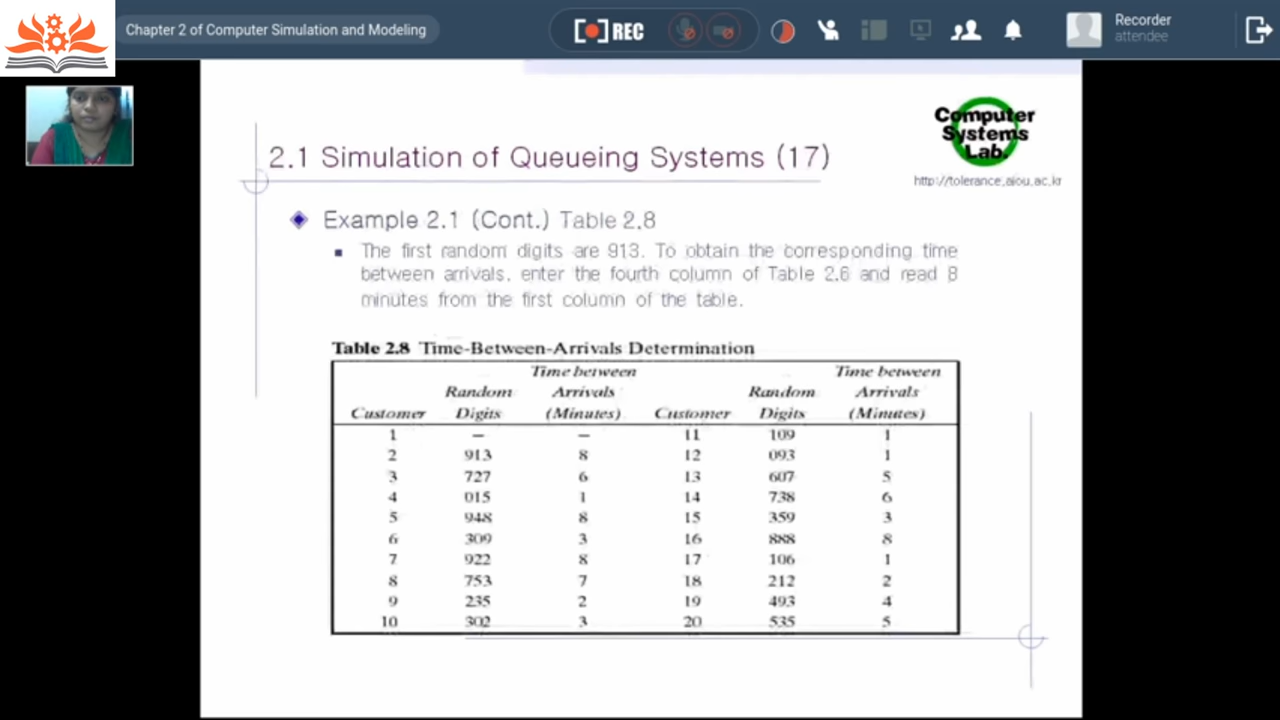 Chapter 2 of Computer Simulation and Modeling
REC
Recorder
attendee
Computer
Systems
Lab.
http://tolerance.ajou.ac.kr
2.1 Simulation of Queueing Systems (17)
Example 2.1 (Cont.) Table 2.8
The first random digits are 913. To obtain the corresponding time
between arrivals, enter the fourth column of Table 2.6 and read 8
minutes from the first column of the table.
Table 2.8 Time-Between-Arrivals Determination
Time between Time between
Random Arrivals Random Arrivals
Customer Digits (Minutes) Customer Digits (Minutes)
1 – – 11 109 1
2 913 8 12 093 1
3 727 6 13 607 5
4 015 1 14 738 6
5 948 8 15 359 3
6 309 3 16 888 8
7 922 8 17 106 1
8 753 7 18 212 2
9 235 2 19 493 4
10 302 3 20 535 5